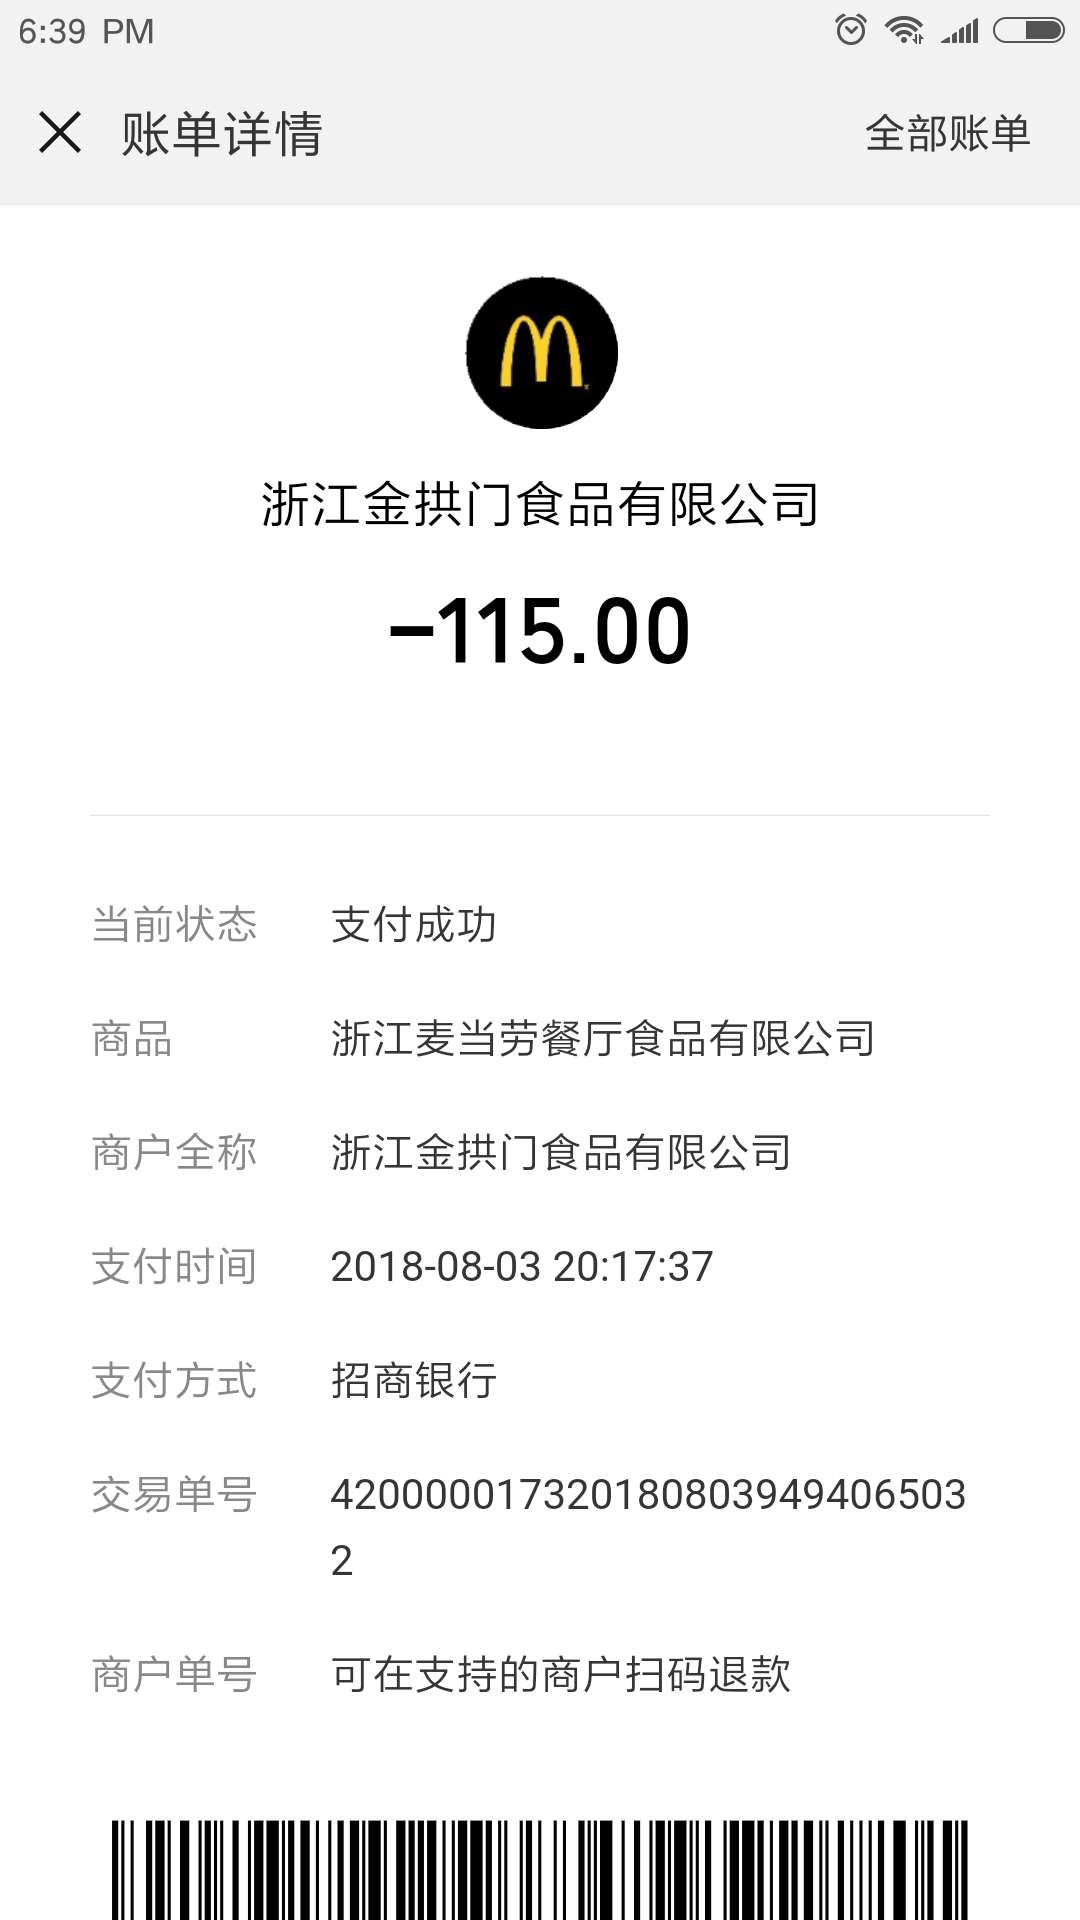 6:39 PM
账单详情
全部账单
浙江金拱门食品有限公司
-115.00
当前状态 支付成功
商品 浙江麦当劳餐厅食品有限公司
商户全称 浙江金拱门食品有限公司
支付时间 2018-08-03 20:17:37
支付方式 招商银行
交易单号 420000017320180803949406503
2
商户单号 可在支持的商户扫码退款